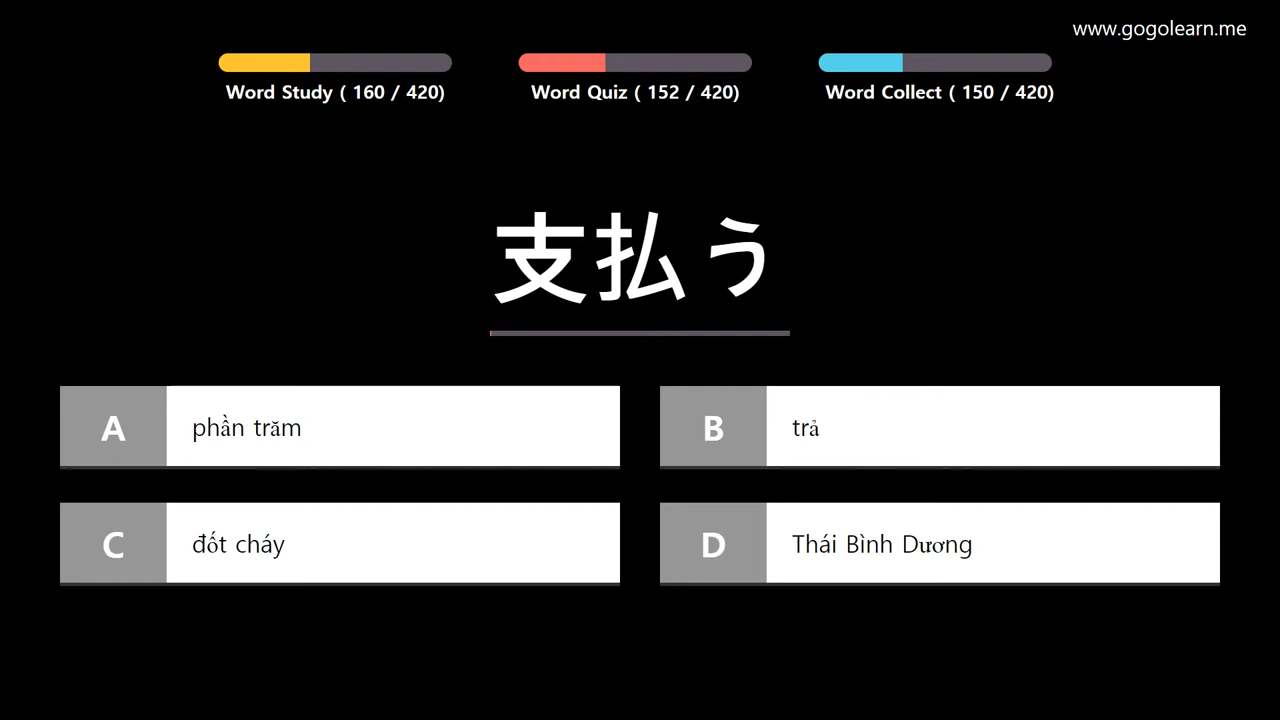 www.gogolearn.me
Word Study ( 160 / 420)
Word Quiz ( 152 / 420)
Word Collect ( 150 / 420)
支払う
A phần trăm
B trả
C đốt cháy
D Thái Bình Dương